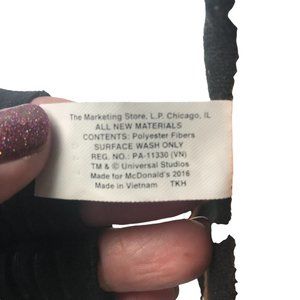 The Marketing Store, L.P. Chicago, IL
ALL NEW MATERIALS
CONTENTS: Polyester Fibers
SURFACE WASH ONLY
REG. NO.: PA-11330 (VN)
TM & © Universal Studios
Made for McDonald's 2016
Made in Vietnam TKH